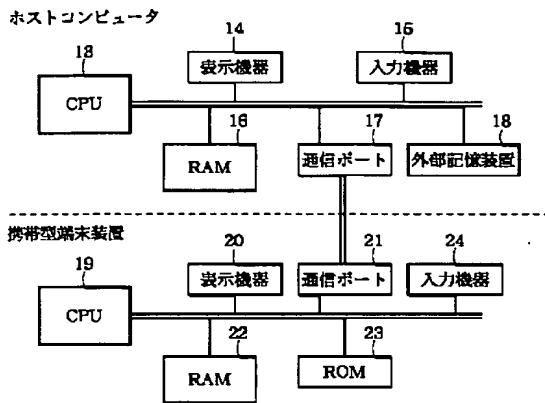 ホストコンピュータ
13
14
15
CPU
表示機器
入力機器
16
17
18
RAM
通信ポート
外部記憶装置
携帯型端末装置
19
20
21
24
CPU
表示機器
通信ポート
入力機器
22
23
RAM
ROM